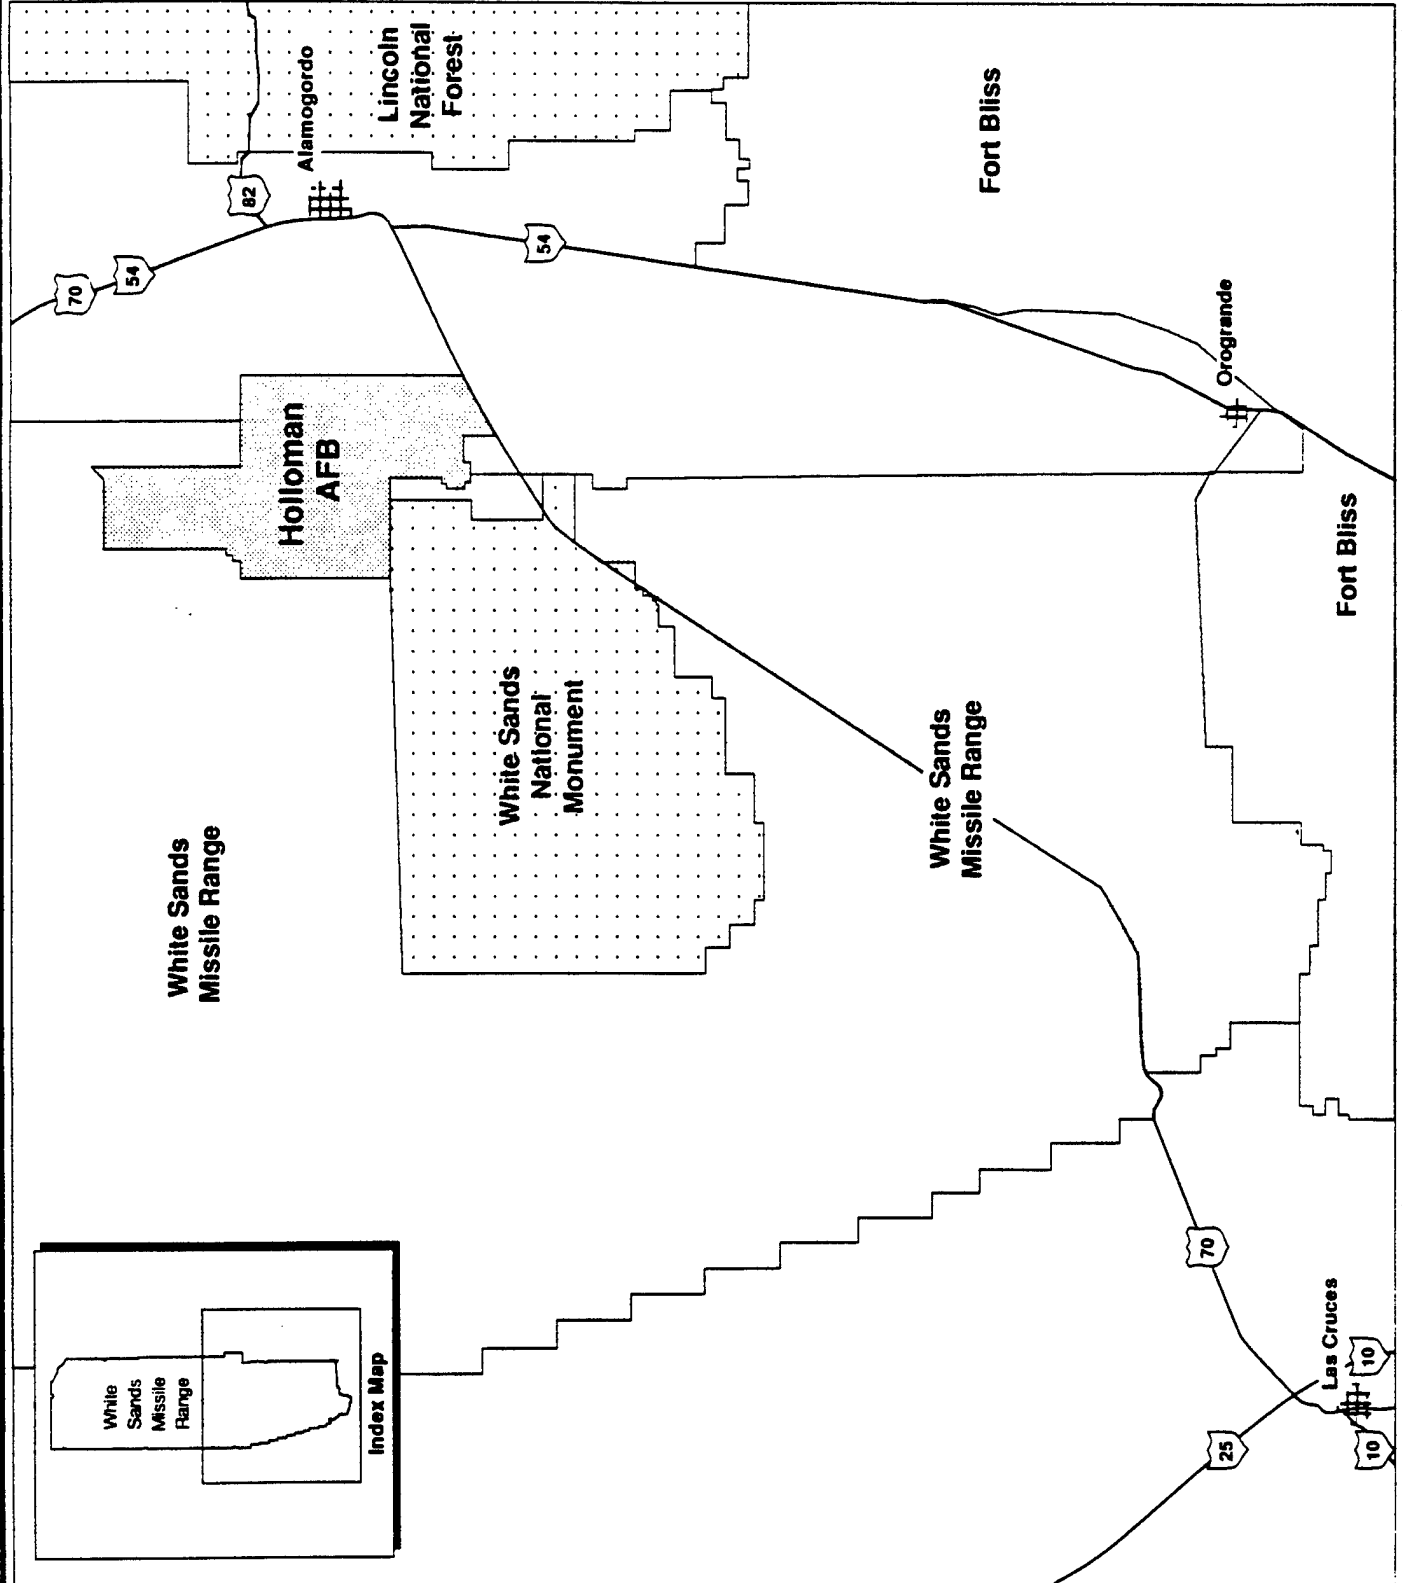 White
Sands
Missile
Range
Index Map
White Sands
Missile Range
Holloman
AFB
70
54
82
Alamogordo
Lincoln
National
Forest
White Sands
National
Monument
54
White Sands
Missile Range
Fort Bliss
25
70
Las Cruces
10
10
Orogrande
Fort Bliss